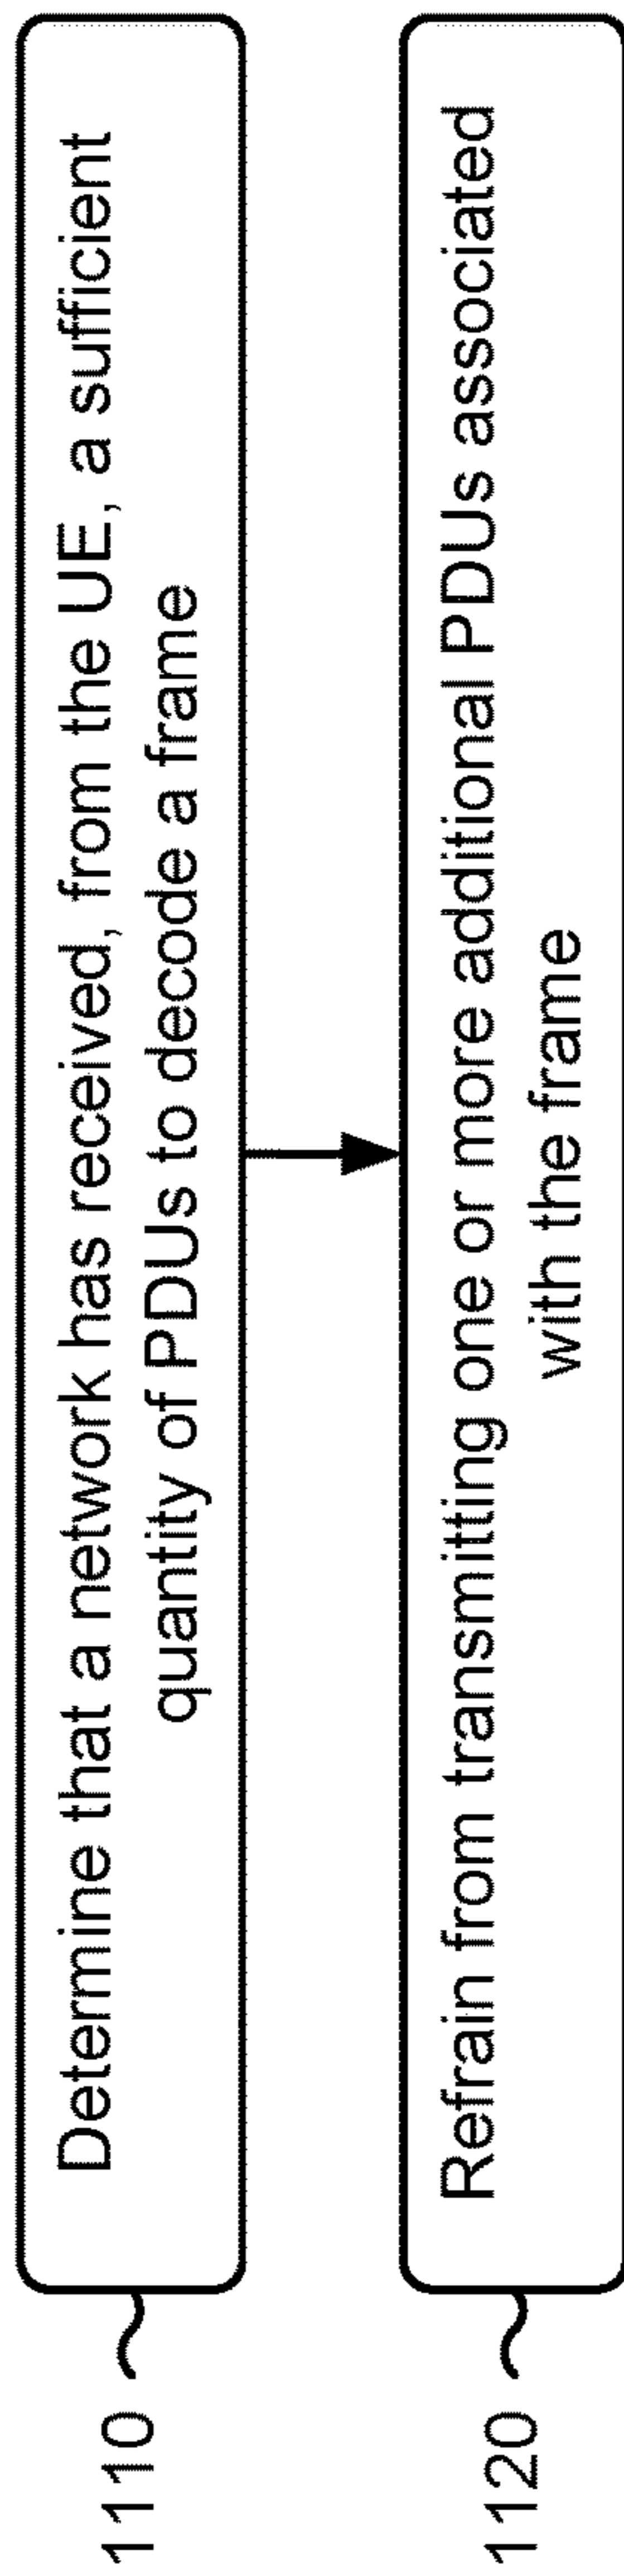 1110
Determine that a network has received, from the UE, a sufficient
quantity of PDUs to decode a frame
1120
Refrain from transmitting one or more additional PDUs associated
with the frame